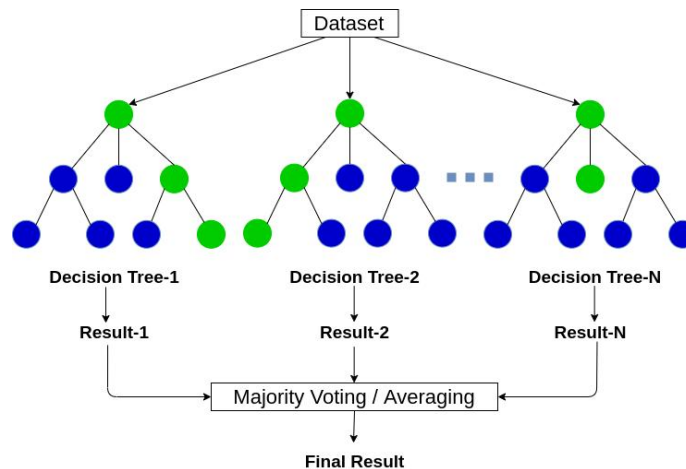 Dataset
Decision Tree-1
Decision Tree-2
Decision Tree-N
Result-1
Result-2
Result-N
Majority Voting / Averaging
Final Result